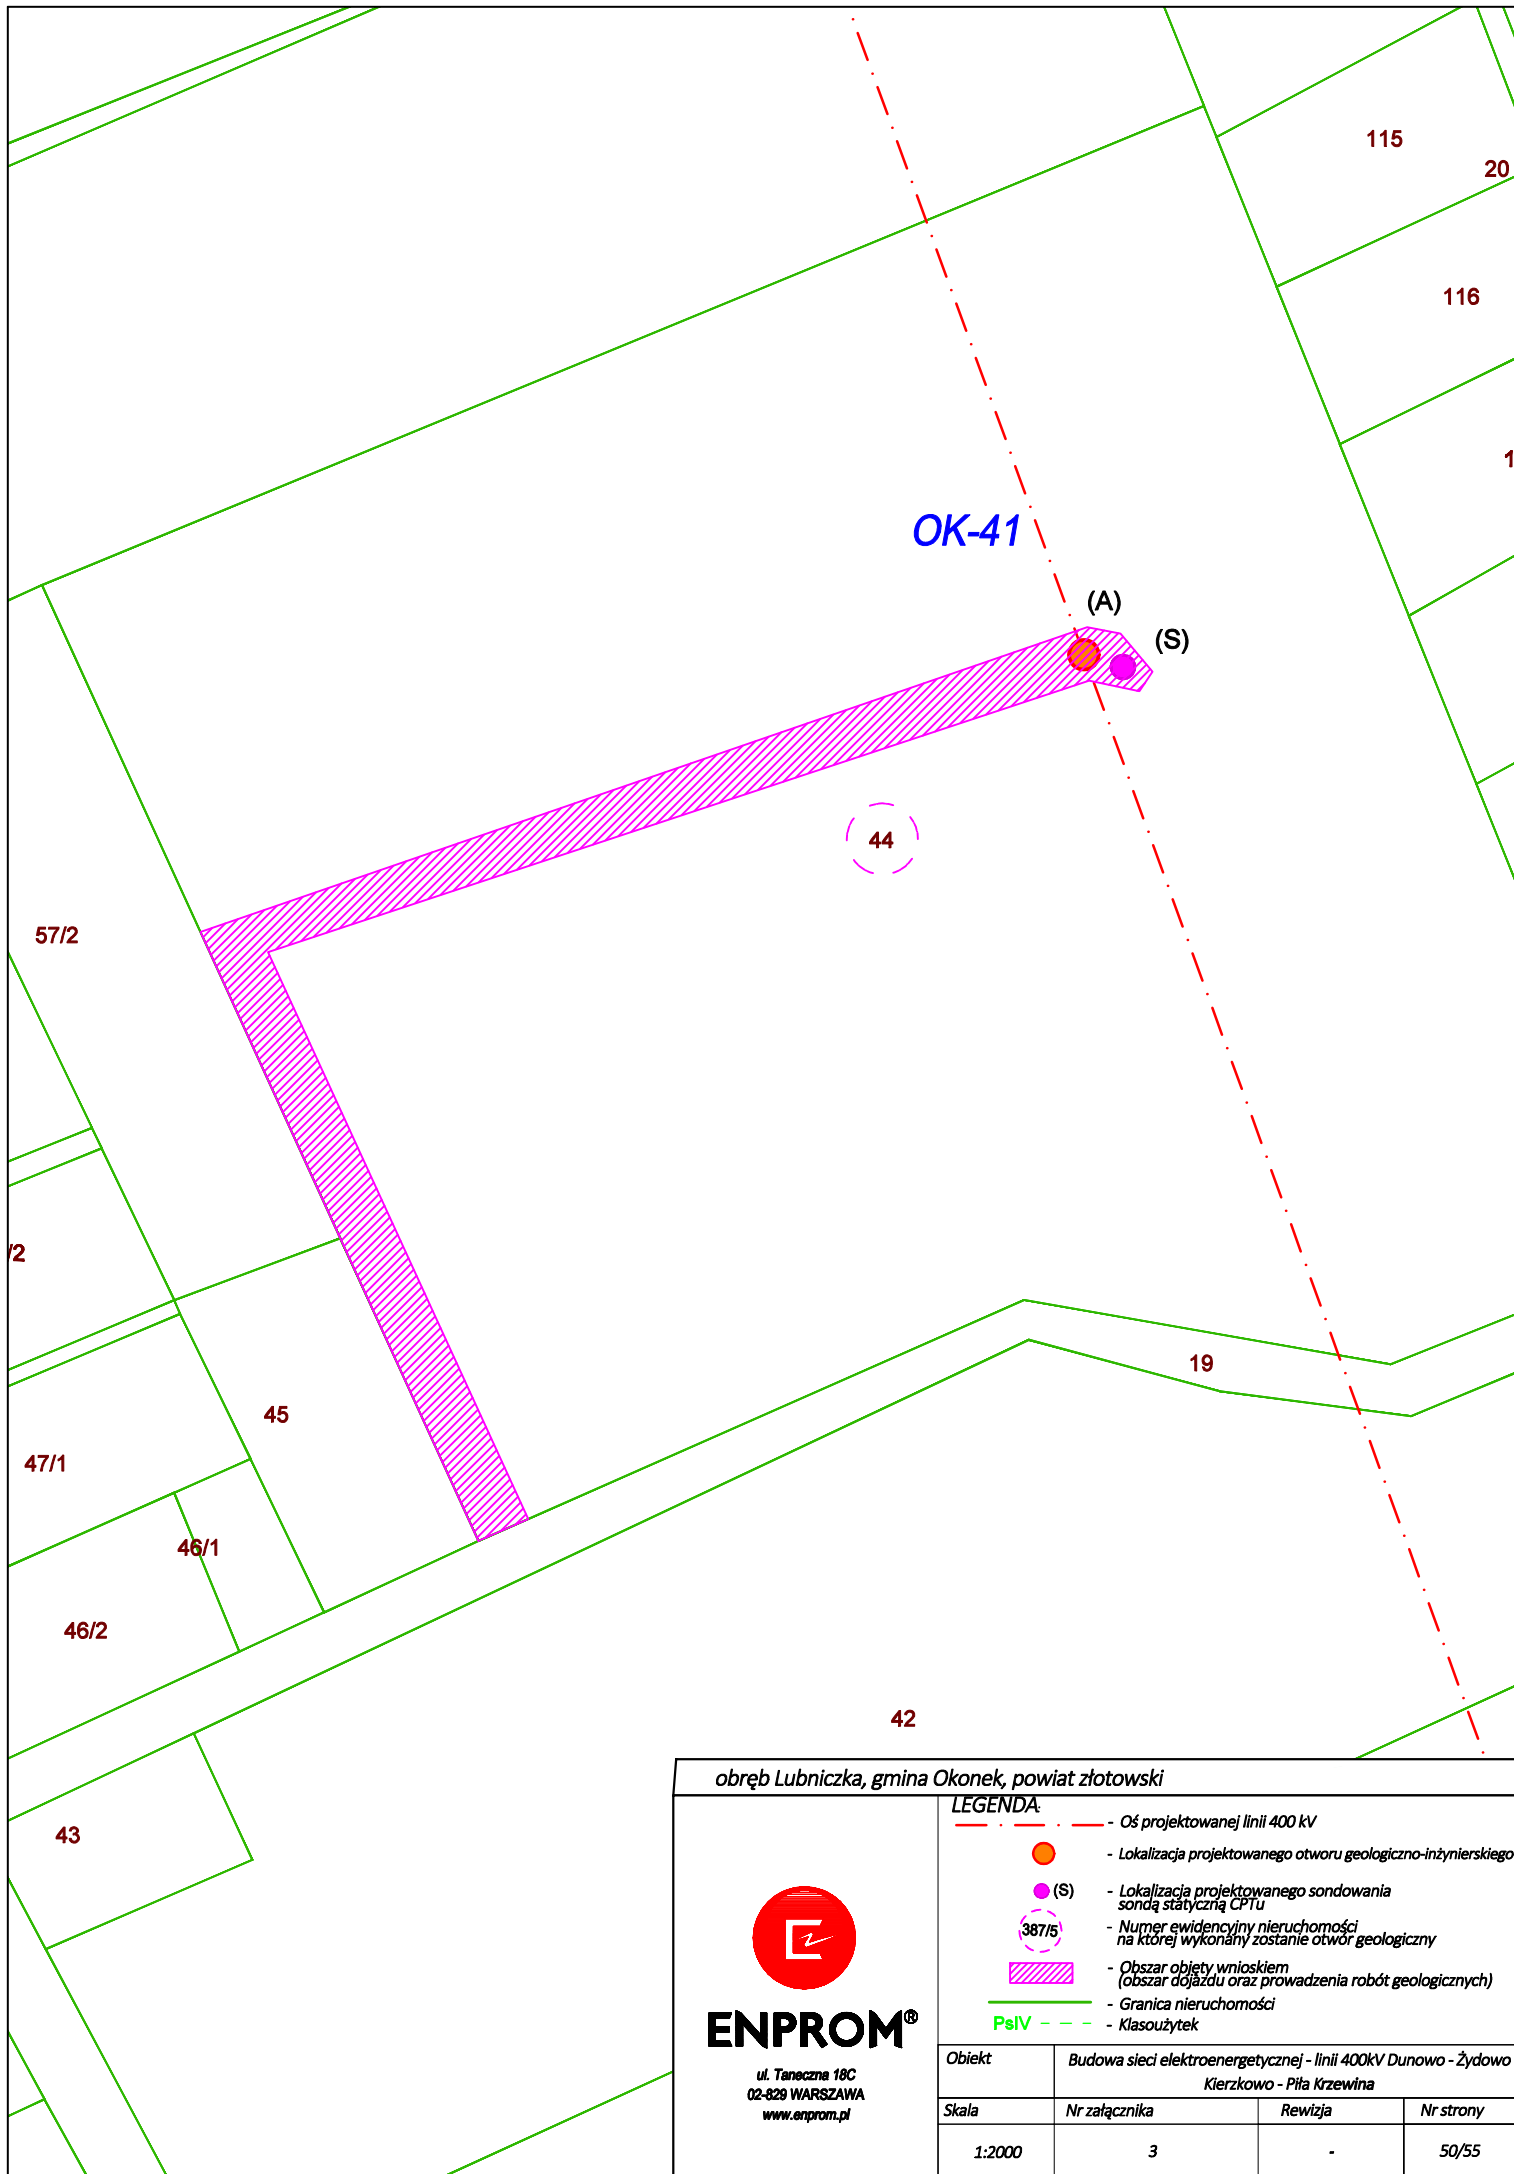 115
20
116
1
OK-41
(A)
(S)
44
57/2
/2
19
45
47/1
46/1
46/2
42
43
obręb Lubniczka, gmina Okonek, powiat złotowski
LEGENDA:
- Oś projektowanej linii 400 kV
- Lokalizacja projektowanego otworu geologiczno-inżynierskiego
(S) - Lokalizacja projektowanego sondowania
sondą statyczną CPTu
387/5 - Numer ewidencyjny nieruchomości
na której wykonany zostanie otwór geologiczny
- Obszar objęty wnioskiem
(obszar dojazdu oraz prowadzenia robót geologicznych)
- Granica nieruchomości
PsIV - Klasoużytek
ENPROM®
ul. Taneczna 18C
02-829 WARSZAWA
www.enprom.pl
Obiekt
Budowa sieci elektroenergetycznej - linii 400kV Dunowo - Żydowo
Kierzkowo - Piła Krzewina
Skala Nr załącznika Rewizja Nr strony
1:2000 3 - 50/55